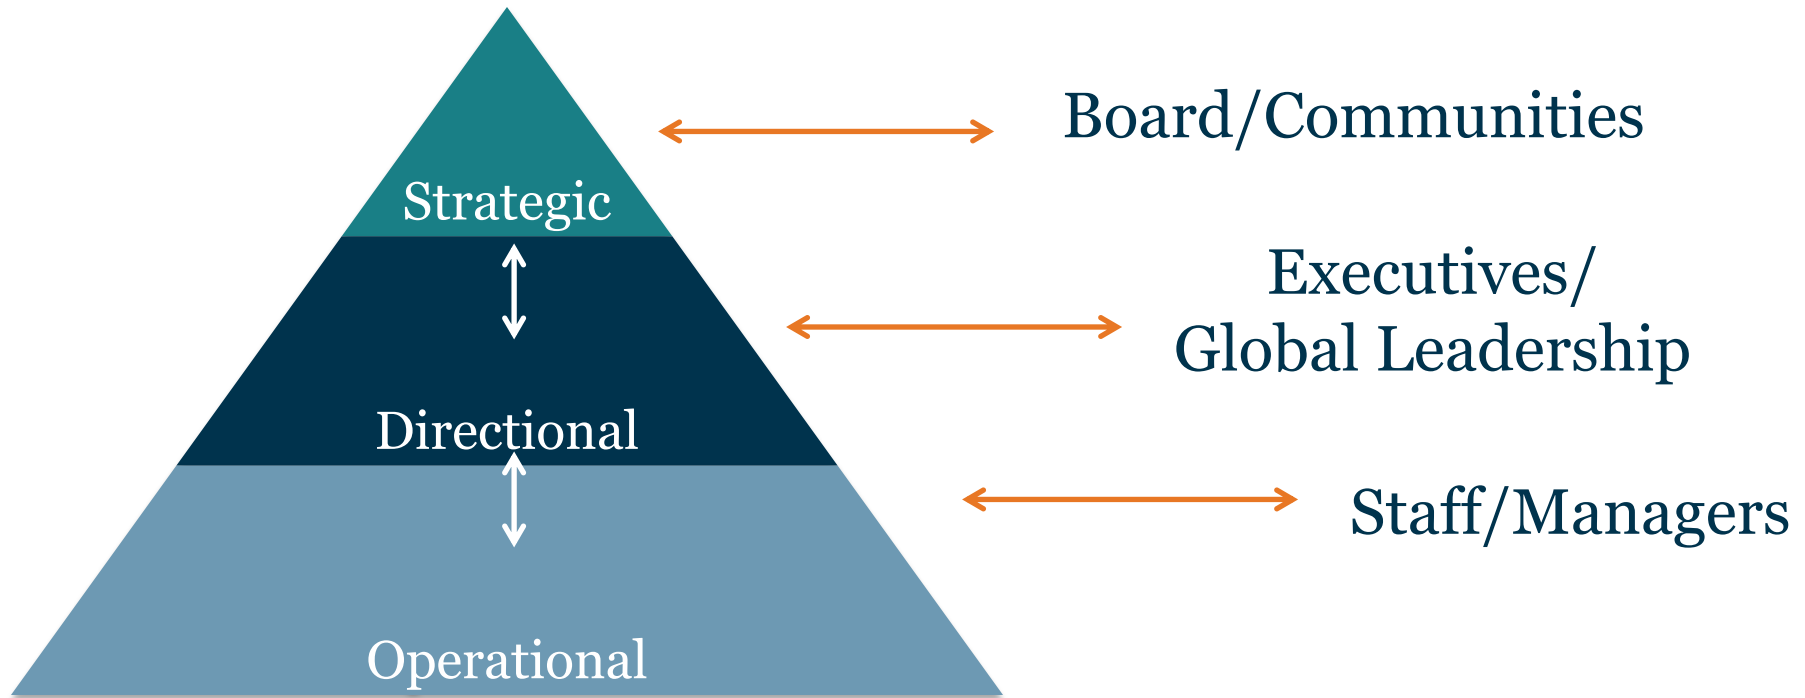 Board/Communities
Strategic
Executives/
Global Leadership
Directional
Staff/Managers
Operational